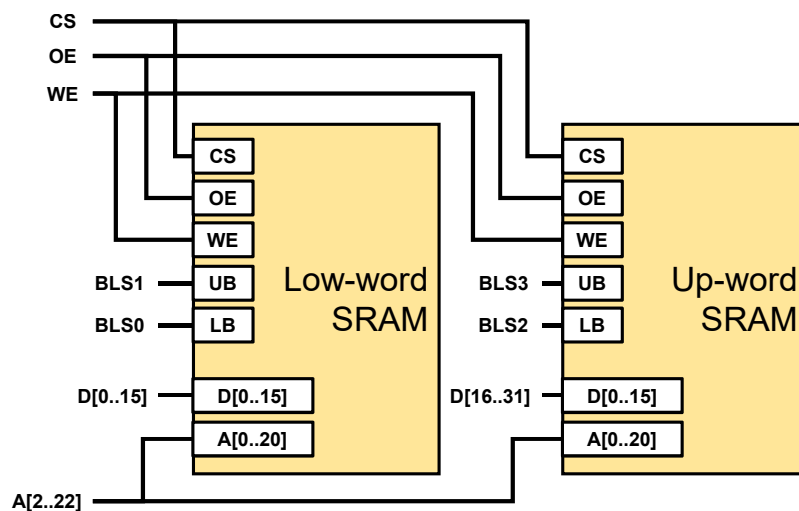 CS
OE
WE
CS
OE
WE
BLS1
UB
BLS0
LB
Low-word
SRAM
D[0..15]
D[0..15]
A[0..20]
CS
OE
WE
BLS3
UB
BLS2
LB
Up-word
SRAM
D[16..31]
D[0..15]
A[0..20]
A[2..22]